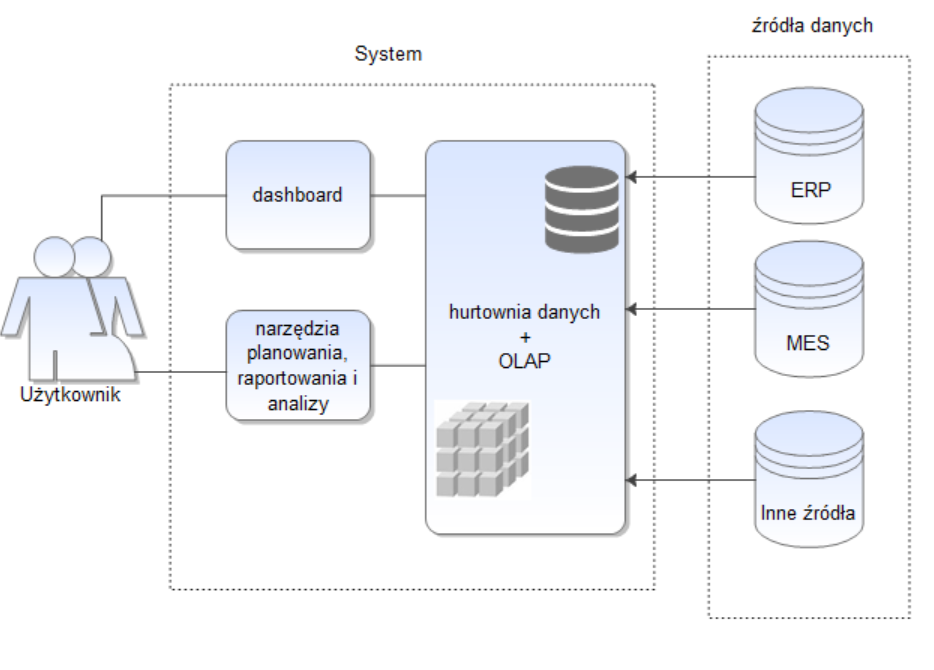 źródła danych
System
dashboard
ERP
narzędzia
planowania,
raportowania i
analizy
hurtownia danych
+
OLAP
MES
Użytkownik
Inne źródła